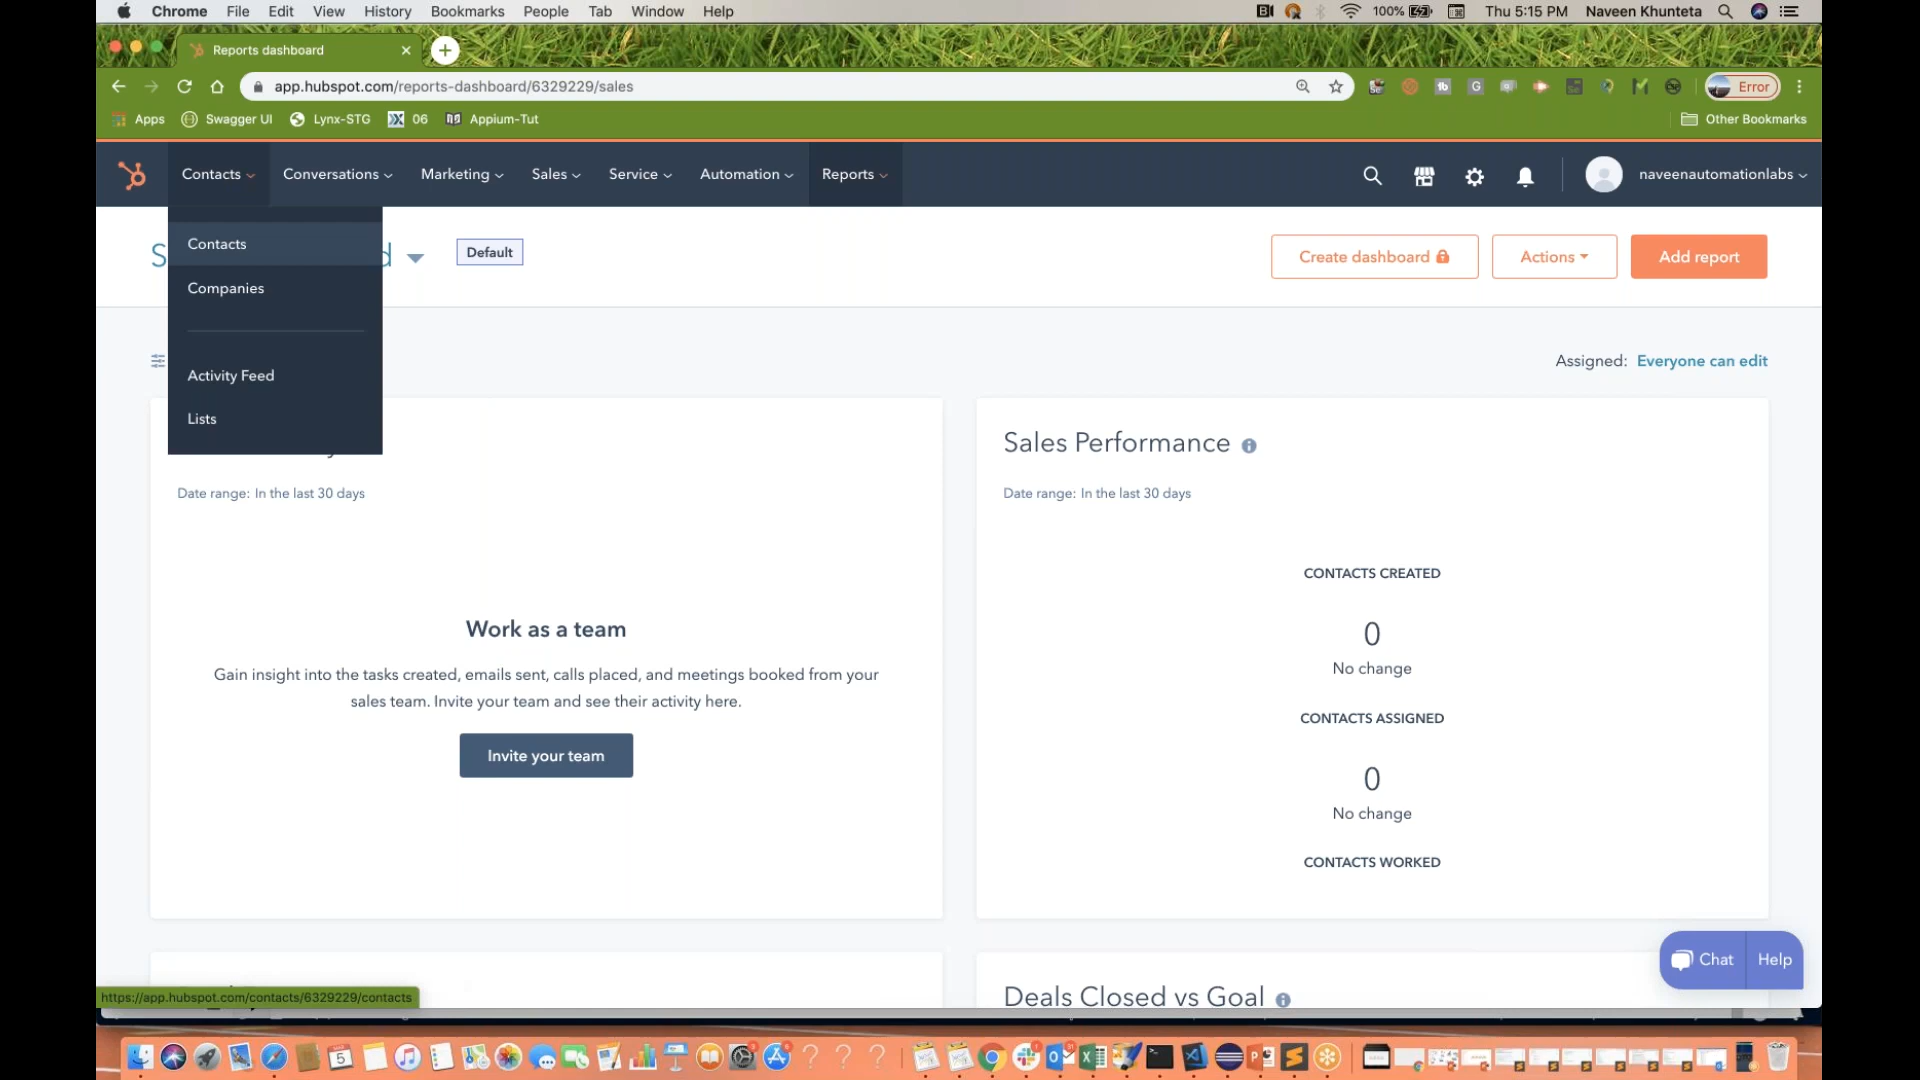 Chrome File Edit View History Bookmarks People Tab Window Help
100% Thu 5:15 PM Naveen Khunteta
Reports dashboard
app.hubspot.com/reports-dashboard/6329229/sales
Error
Apps Swagger UI Lynx-STG 06 Appium-Tut Other Bookmarks
Contacts Conversations Marketing Sales Service Automation Reports naveenautomationlabs
Contacts
Companies
Activity Feed
Lists
S d Default
Create dashboard Actions Add report
Assigned: Everyone can edit
Date range: In the last 30 days
Work as a team
Gain insight into the tasks created, emails sent, calls placed, and meetings booked from your
sales team. Invite your team and see their activity here.
Invite your team
Sales Performance
Date range: In the last 30 days
CONTACTS CREATED
0
No change
CONTACTS ASSIGNED
0
No change
CONTACTS WORKED
Deals Closed vs Goal
Chat Help
https://app.hubspot.com/contacts/6329229/contacts